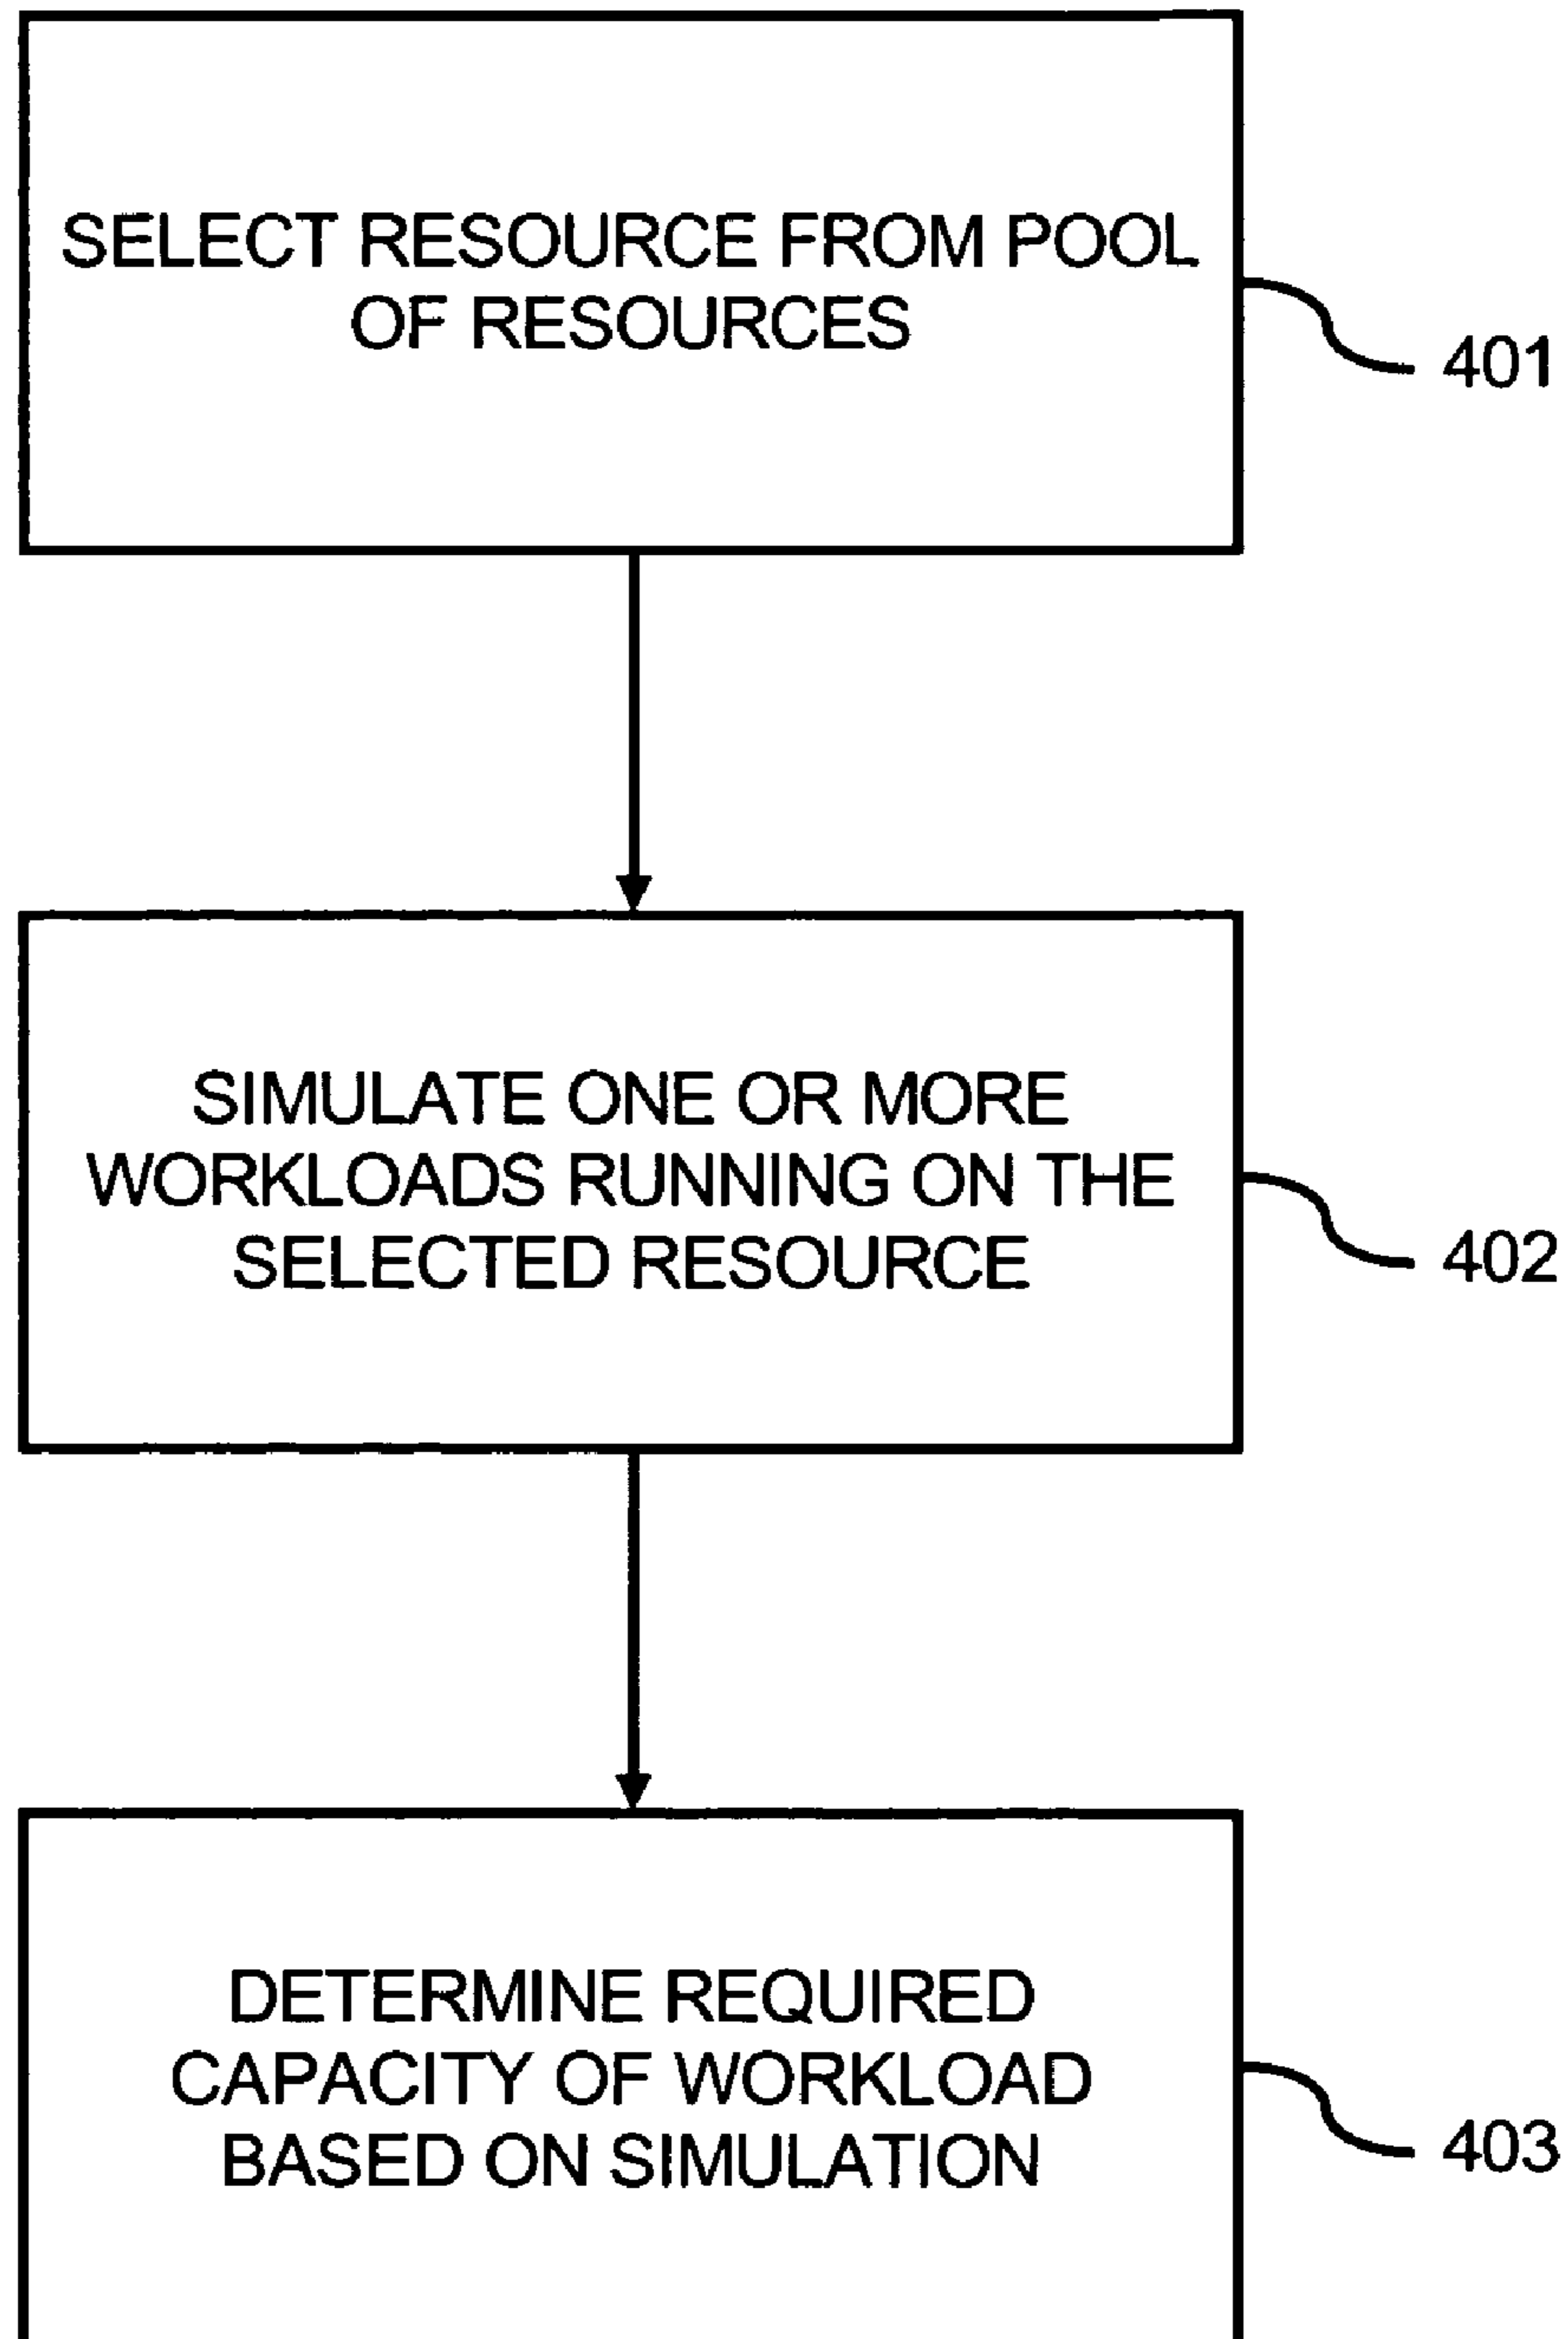 SELECT RESOURCE FROM POOL
OF RESOURCES
401
SIMULATE ONE OR MORE
WORKLOADS RUNNING ON THE
SELECTED RESOURCE
402
DETERMINE REQUIRED
CAPACITY OF WORKLOAD
BASED ON SIMULATION
403